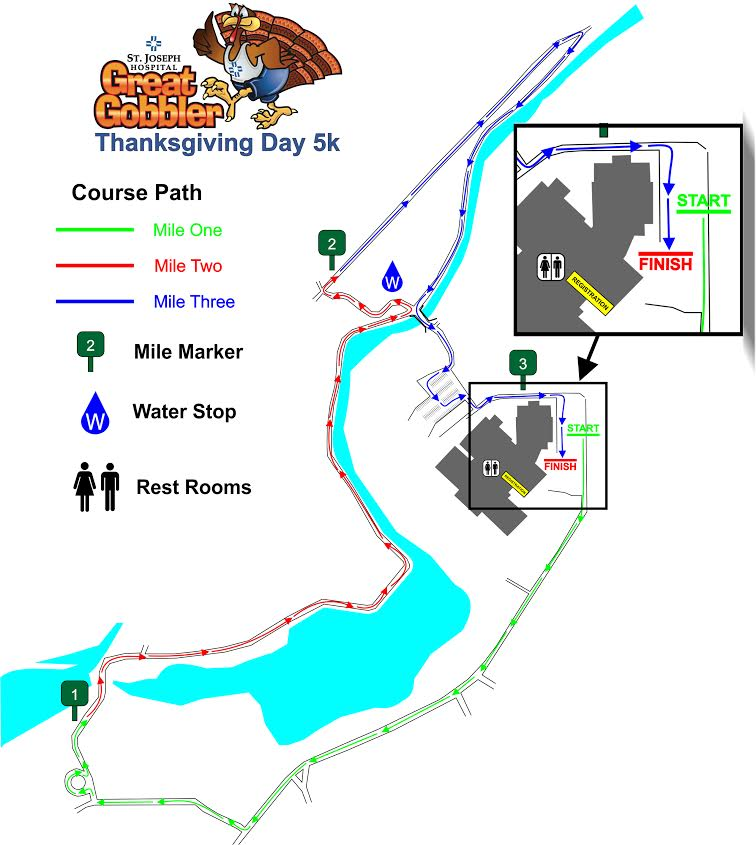 ST. JOSEPH
HOSPITAL
Great
Gobbler
Thanksgiving Day 5k
Course Path
Mile One
Mile Two
Mile Three
2
Mile Marker
W
Water Stop
Rest Rooms
2
W
START
FINISH
REGISTRATION
3
START
FINISH
REGISTRATION
1